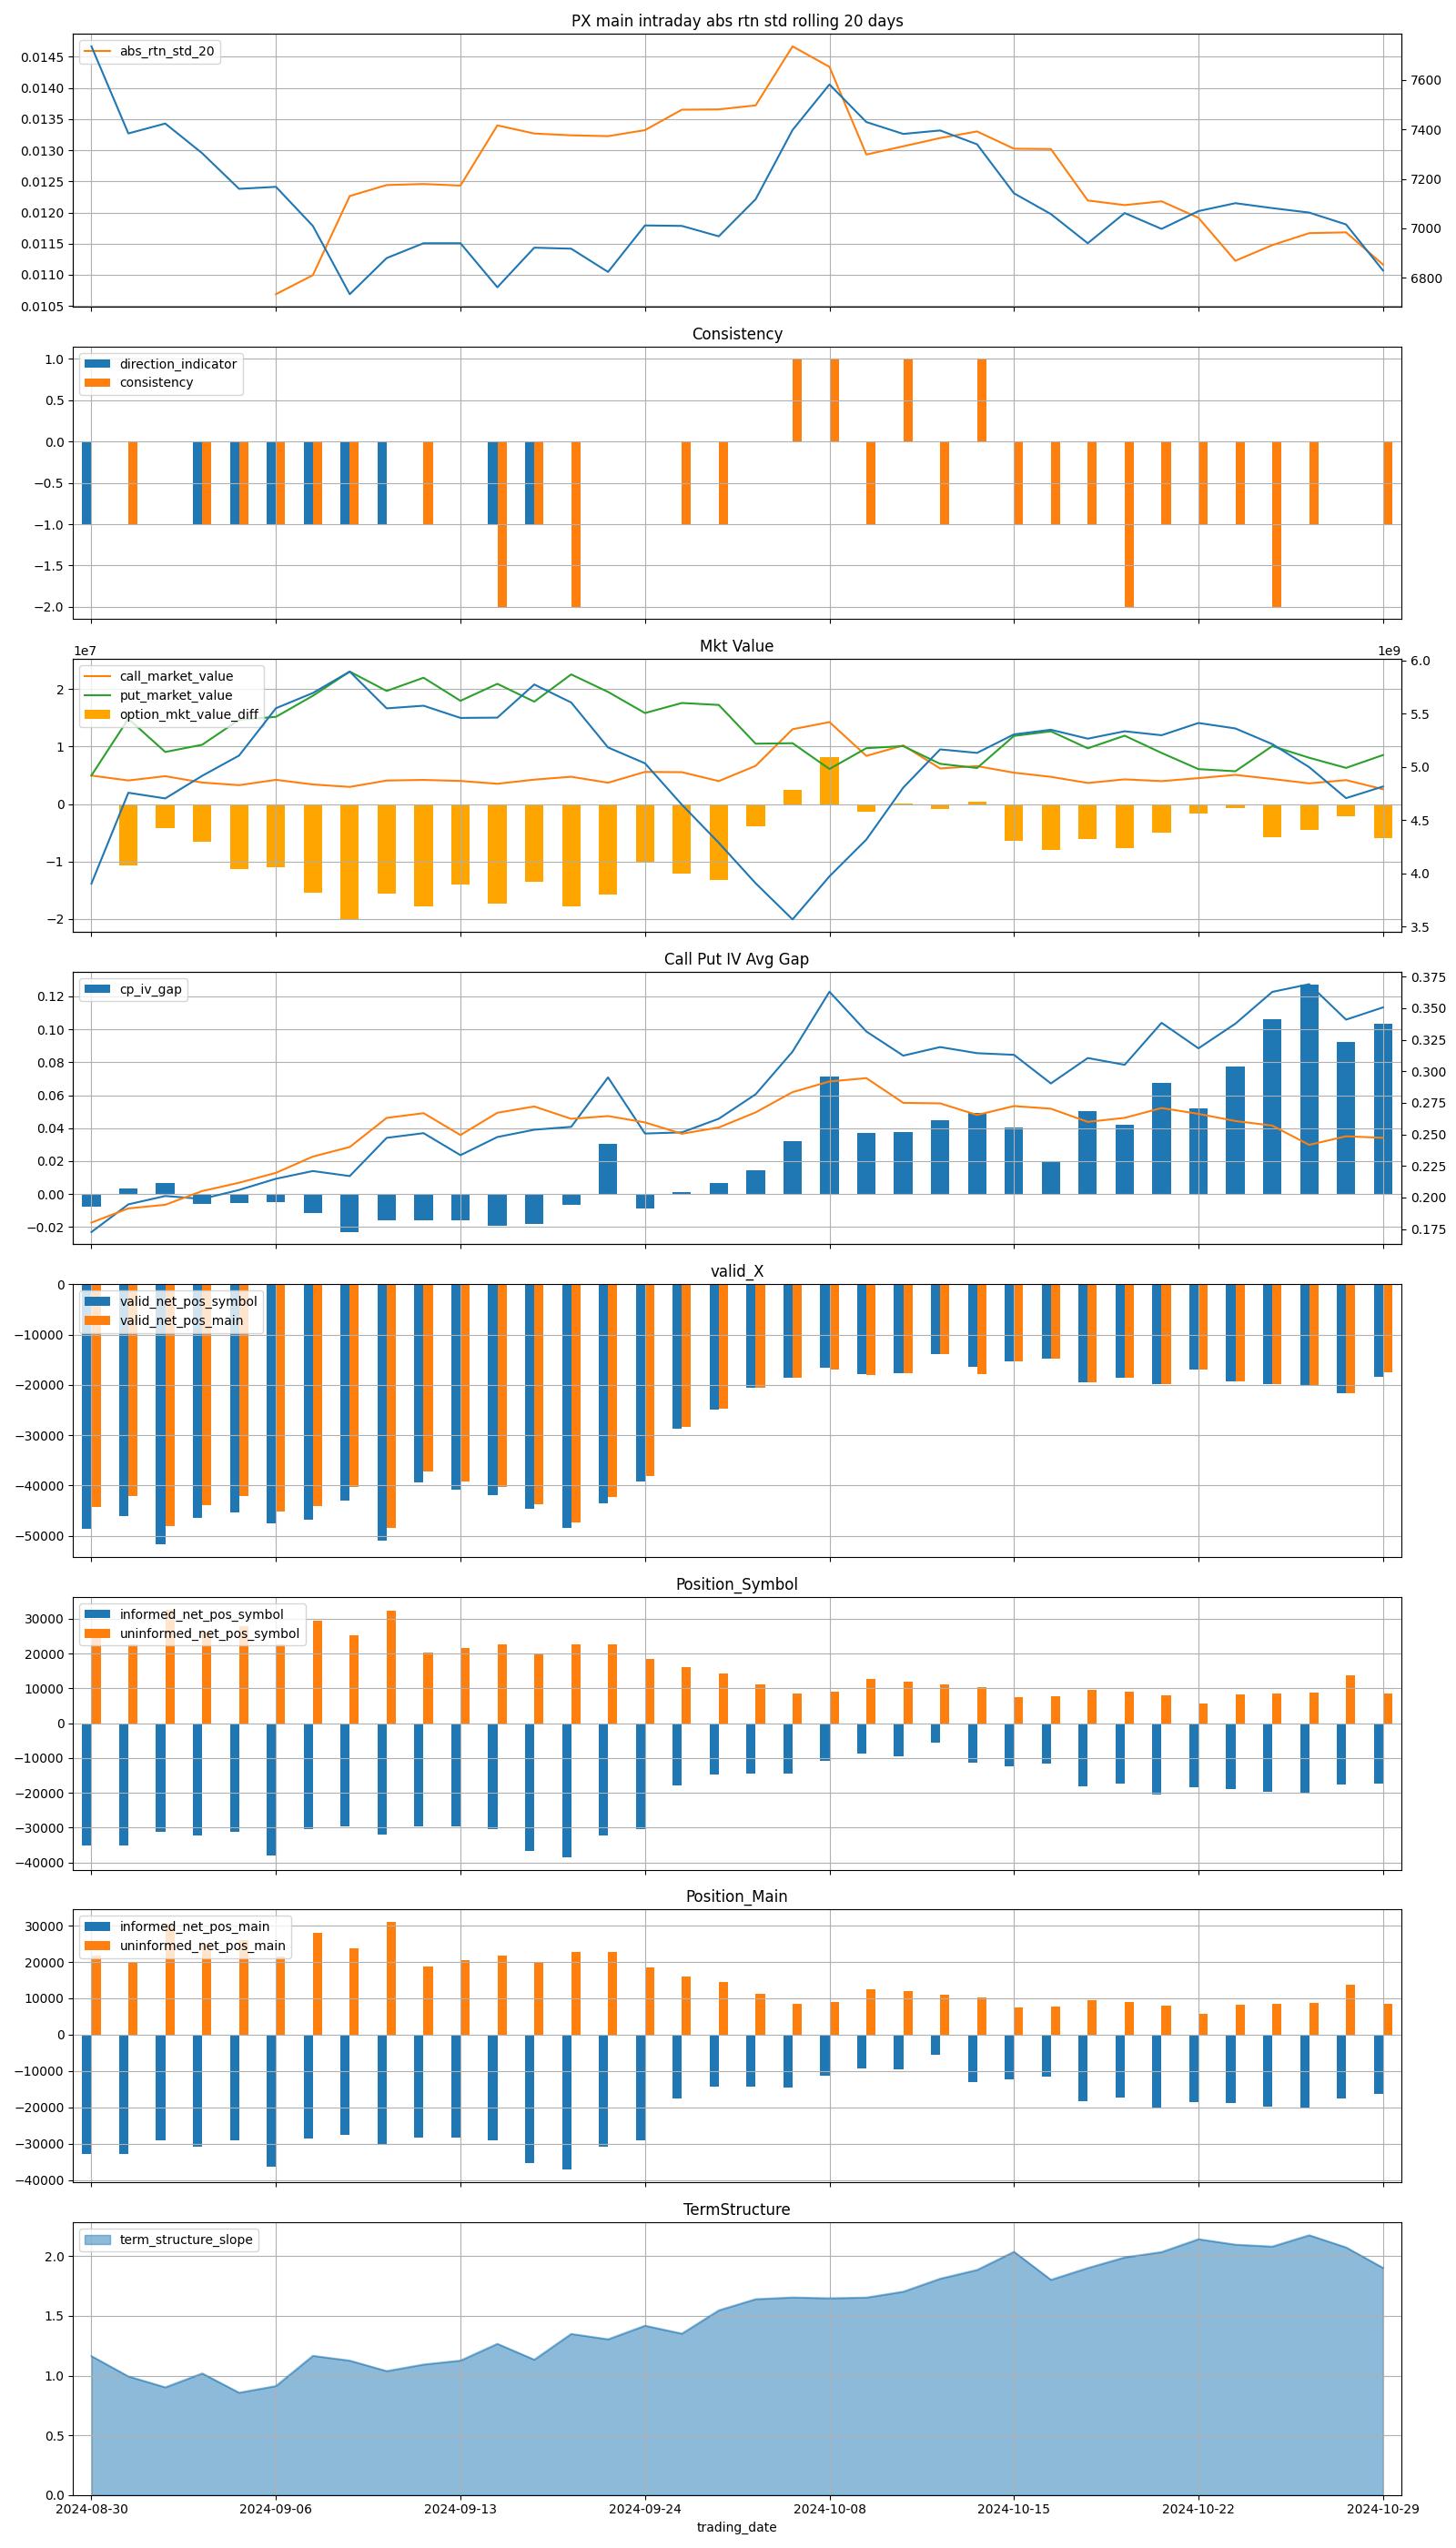 PX main intraday abs rtn std rolling 20 days
abs_rtn_std_20
0.0145
0.0140
0.0135
0.0130
0.0125
0.0120
0.0115
0.0110
0.0105
7600
7400
7200
7000
6800
Consistency
direction_indicator
consistency
1.0
0.5
0.0
−0.5
−1.0
−1.5
−2.0
Mkt Value
1e7
1e9
call_market_value
put_market_value
option_mkt_value_diff
2
1
0
−1
−2
6.0
5.5
5.0
4.5
4.0
3.5
Call Put IV Avg Gap
cp_iv_gap
0.12
0.10
0.08
0.06
0.04
0.02
0.00
−0.02
0.375
0.350
0.325
0.300
0.275
0.250
0.225
0.200
0.175
valid_X
valid_net_pos_symbol
valid_net_pos_main
0
−10000
−20000
−30000
−40000
−50000
Position_Symbol
informed_net_pos_symbol
uninformed_net_pos_symbol
30000
20000
10000
0
−10000
−20000
−30000
−40000
Position_Main
informed_net_pos_main
uninformed_net_pos_main
30000
20000
10000
0
−10000
−20000
−30000
−40000
TermStructure
term_structure_slope
2.0
1.5
1.0
0.5
0.0
2024-08-30 2024-09-06 2024-09-13 2024-09-24 2024-10-08 2024-10-15 2024-10-22 2024-10-29
trading_date